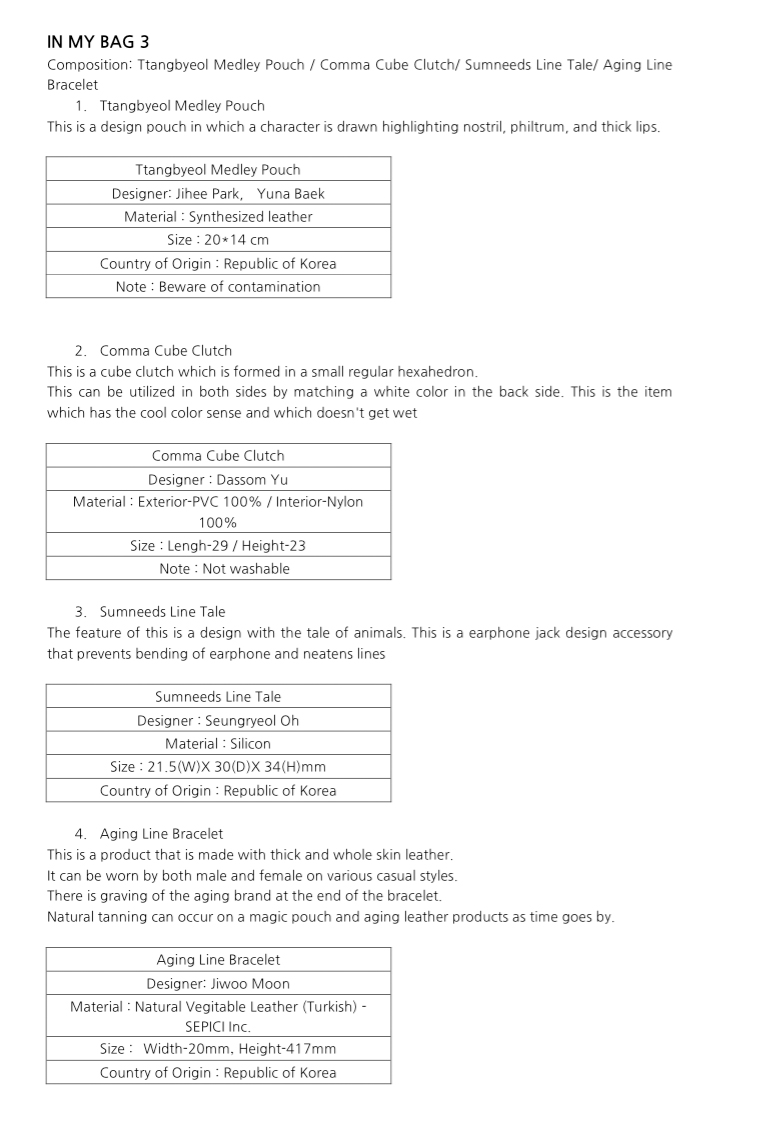 IN MY BAG 3
Composition: Ttangbyeol Medley Pouch / Comma Cube Clutch/ Sumneeds Line Tale/ Aging Line
Bracelet
1. Ttangbyeol Medley Pouch
This is a design pouch in which a character is drawn highlighting nostril, philtrum, and thick lips.
Ttangbyeol Medley Pouch
Designer: Jihee Park, Yuna Baek
Material : Synthesized leather
Size : 20*14 cm
Country of Origin : Republic of Korea
Note : Beware of contamination
2. Comma Cube Clutch
This is a cube clutch which is formed in a small regular hexahedron.
This can be utilized in both sides by matching a white color in the back side. This is the item
which has the cool color sense and which doesn't get wet
Comma Cube Clutch
Designer : Dassom Yu
Material : Exterior-PVC 100% / Interior-Nylon
100%
Size : Lengh-29 / Height-23
Note : Not washable
3. Sumneeds Line Tale
The feature of this is a design with the tale of animals. This is a earphone jack design accessory
that prevents bending of earphone and neatens lines
Sumneeds Line Tale
Designer : Seungryeol Oh
Material : Silicon
Size : 21.5(W)X 30(D)X 34(H)mm
Country of Origin : Republic of Korea
4. Aging Line Bracelet
This is a product that is made with thick and whole skin leather.
It can be worn by both male and female on various casual styles.
There is graving of the aging brand at the end of the bracelet.
Natural tanning can occur on a magic pouch and aging leather products as time goes by.
Aging Line Bracelet
Designer: Jiwoo Moon
Material : Natural Vegitable Leather (Turkish) -
SEPICI Inc.
Size : Width-20mm, Height-417mm
Country of Origin : Republic of Korea